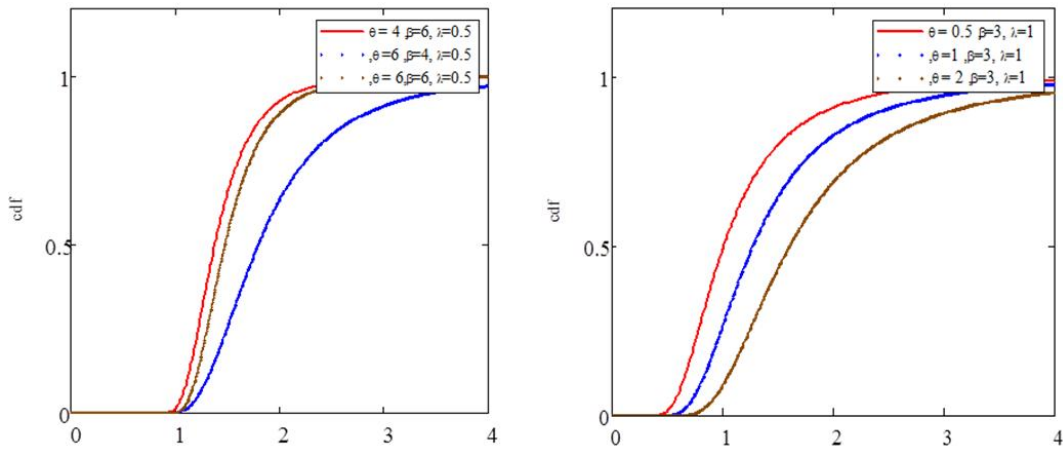 θ = 4 ,β=6, λ=0.5
,θ=6 ,β=4, λ=0.5
,θ = 6,β=6, λ=0.5
1
0.5
0
cdf
0 1 2 3 4
θ = 0.5 ,β=3, λ=1
,θ=1 ,β=3, λ=1
,θ = 2 ,β=3, λ=1
1
0.5
0
cdf
0 1 2 3 4